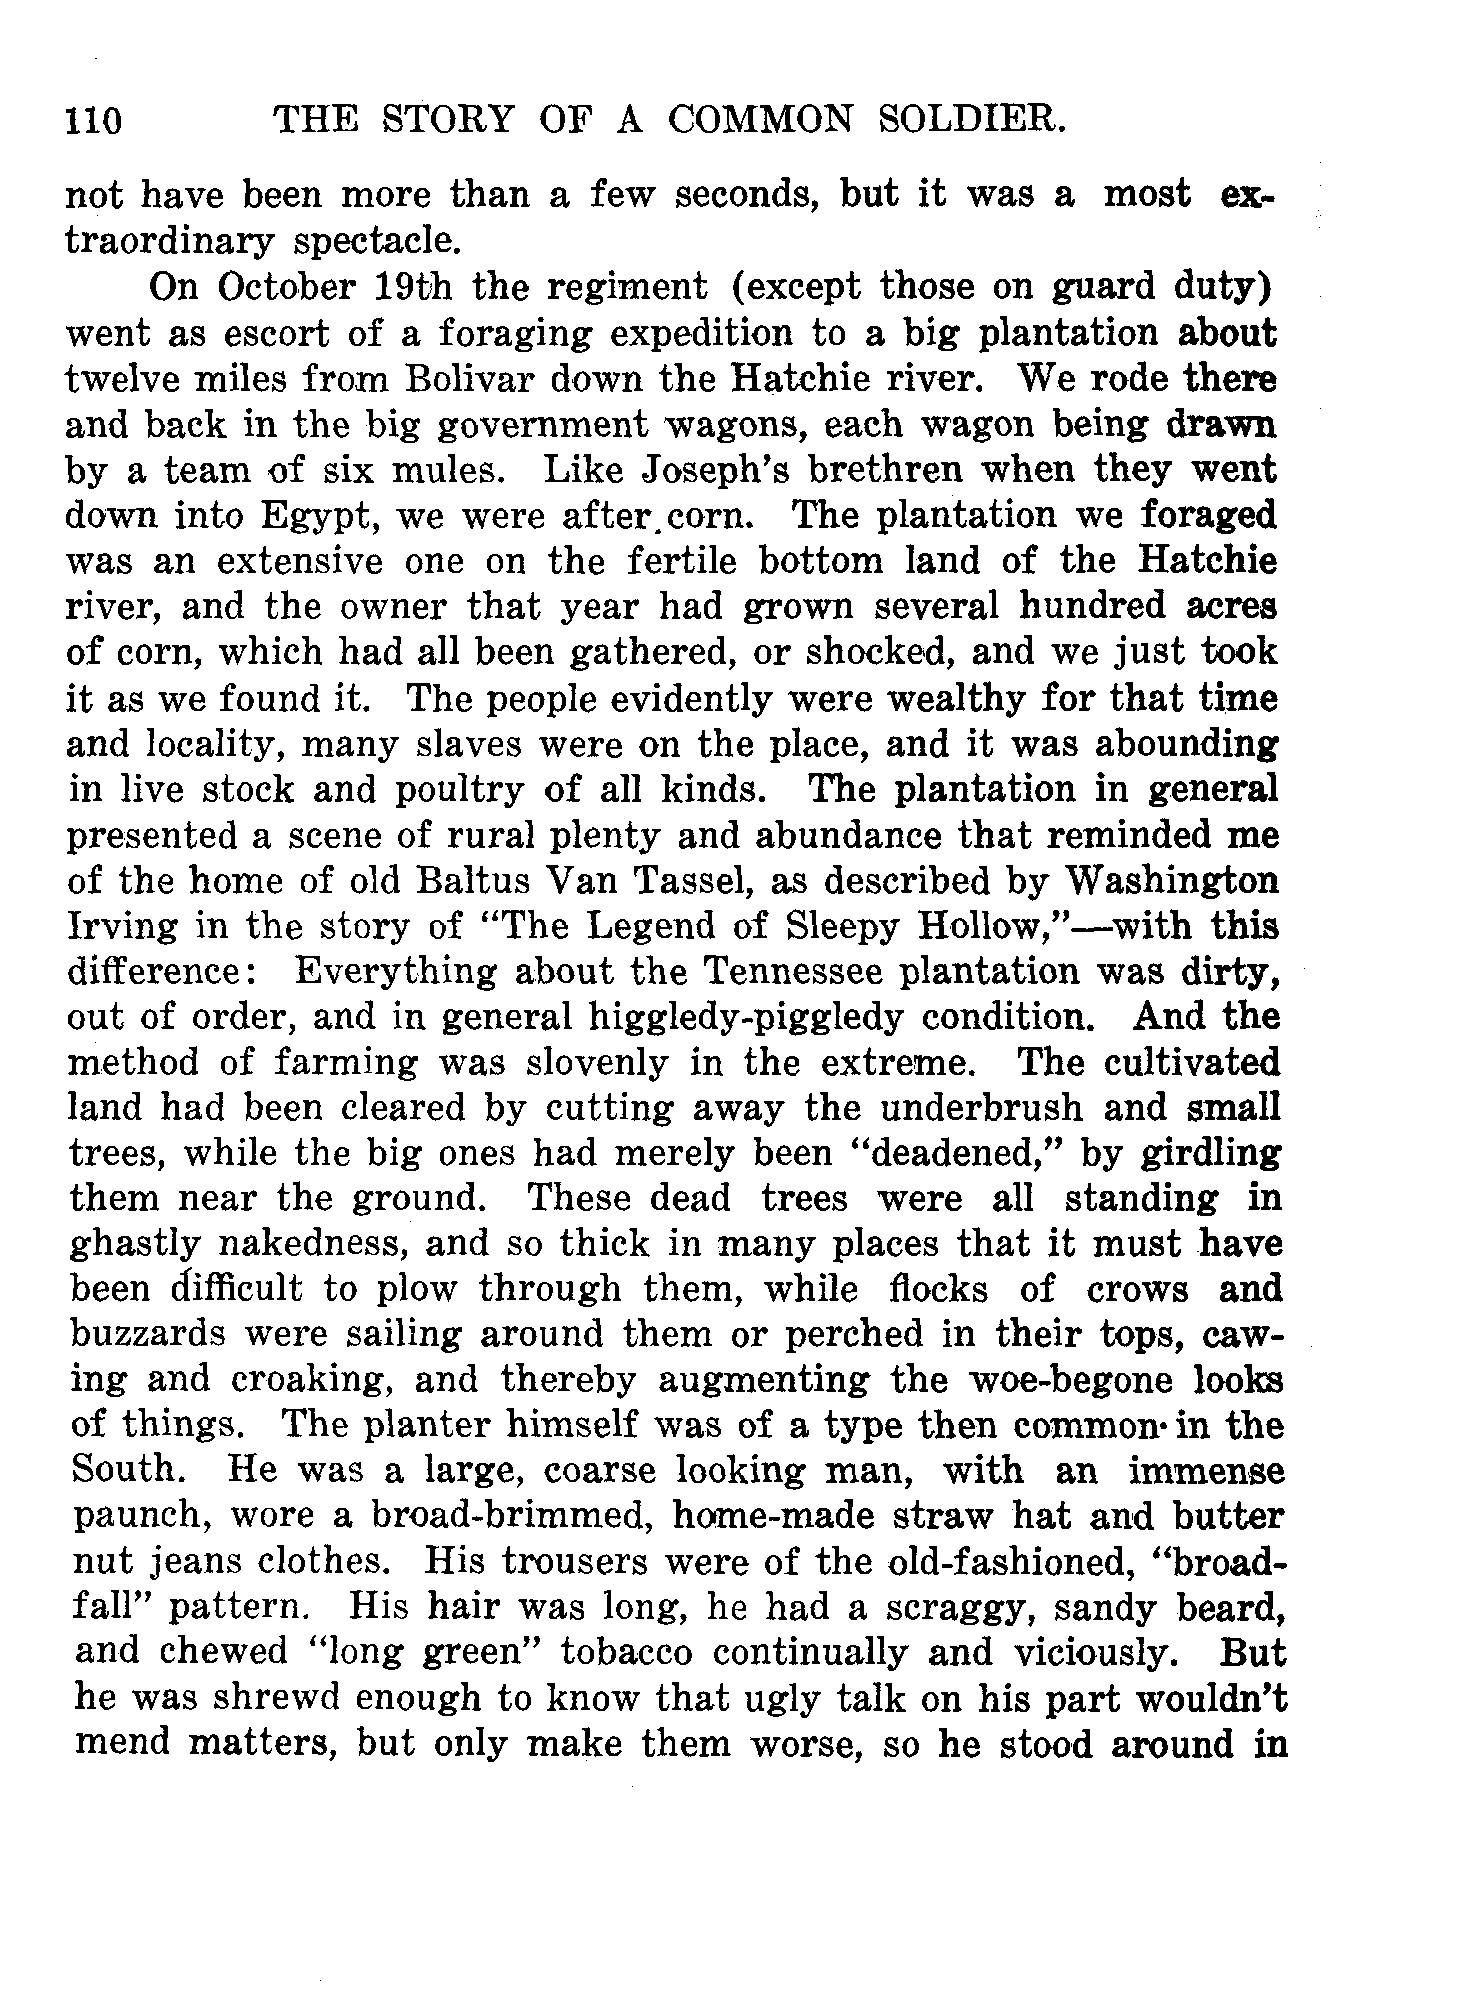 110 THE STORY OF A COMMON SOLDIER.
not have been more than a few seconds, but it was a most ex-
traordinary spectacle.
On October 19th the regiment (except those on guard duty)
went as escort of a foraging expedition to a big plantation about
twelve miles from Bolivar down the Hatchie river. We rode there
and back in the big government wagons, each wagon being drawn
by a team of six mules. Like Joseph's brethren when they went
down into Egypt, we were after corn. The plantation we foraged
was an extensive one on the fertile bottom land of the Hatchie
river, and the owner that year had grown several hundred acres
of corn, which had all been gathered, or shocked, and we just took
it as we found it. The people evidently were wealthy for that time
and locality, many slaves were on the place, and it was abounding
in live stock and poultry of all kinds. The plantation in general
presented a scene of rural plenty and abundance that reminded me
of the home of old Baltus Van Tassel, as described by Washington
Irving in the story of "The Legend of Sleepy Hollow,"—with this
difference: Everything about the Tennessee plantation was dirty,
out of order, and in general higgledy-piggledy condition. And the
method of farming was slovenly in the extreme. The cultivated
land had been cleared by cutting away the underbrush and small
trees, while the big ones had merely been "deadened," by girdling
them near the ground. These dead trees were all standing in
ghastly nakedness, and so thick in many places that it must have
been difficult to plow through them, while flocks of crows and
buzzards were sailing around them or perched in their tops, caw-
ing and croaking, and thereby augmenting the woe-begone looks
of things. The planter himself was of a type then common in the
South. He was a large, coarse looking man, with an immense
paunch, wore a broad-brimmed, home-made straw hat and butter
nut jeans clothes. His trousers were of the old-fashioned, "broad-
fall" pattern. His hair was long, he had a scraggy, sandy beard,
and chewed "long green" tobacco continually and viciously. But
he was shrewd enough to know that ugly talk on his part wouldn't
mend matters, but only make them worse, so he stood around in